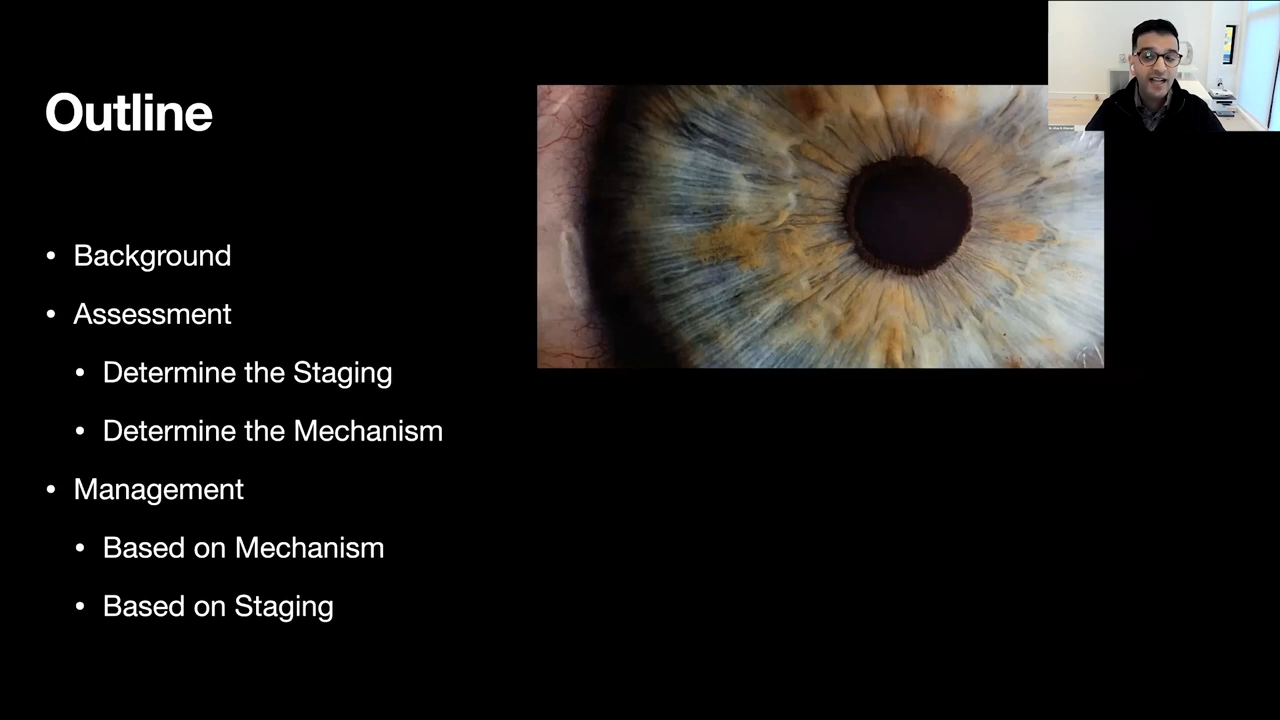 Outline
• Background
• Assessment
• Determine the Staging
• Determine the Mechanism
• Management
• Based on Mechanism
• Based on Staging